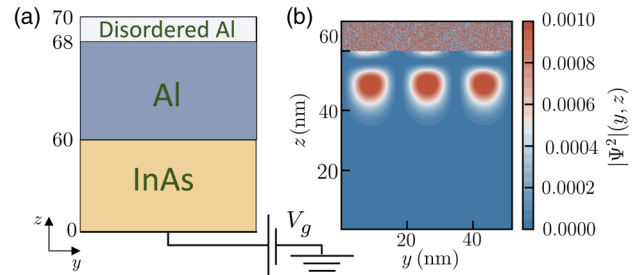 (a)
70
68
60
0
Disordered Al
Al
InAs
z
y
V_g
(b)
60
40
20
z (nm)
20
40
y (nm)
0.0010
0.0008
0.0006
0.0004
0.0002
0.0000
|Ψ²|(y, z)